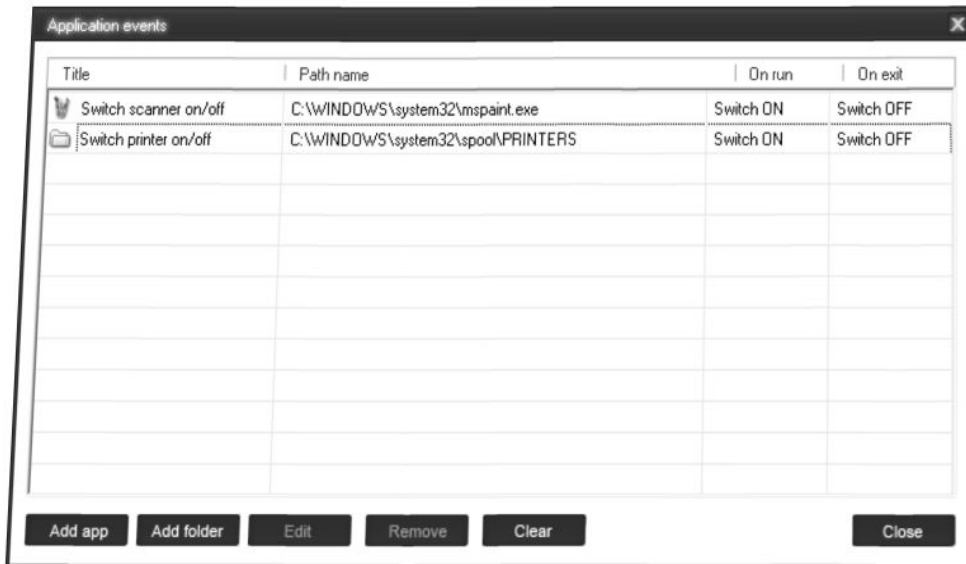 Application events X
Title Path name On run On exit
Switch scanner on/off C:\WINDOWS\system32\mspaint.exe Switch ON Switch OFF
Switch printer on/off C:\WINDOWS\system32\spool\PRINTERS Switch ON Switch OFF
Add app Add folder Edit Remove Clear Close